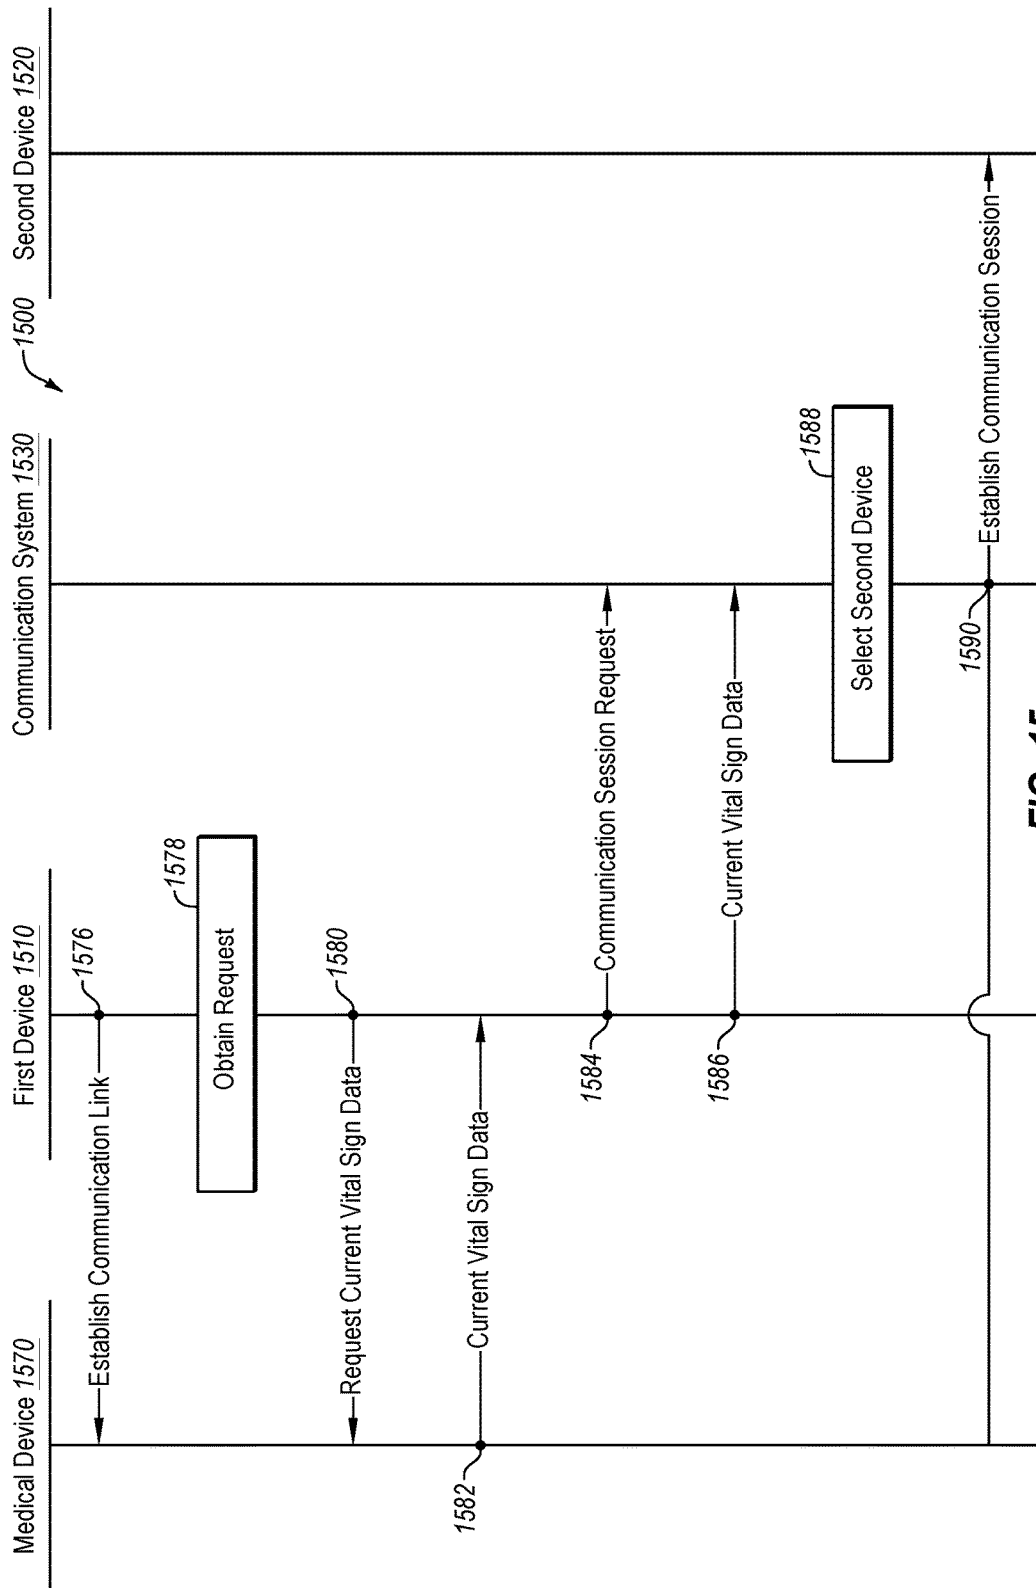 Medical Device 1570
First Device 1510
Communication System 1530
1500
Second Device 1520
Establish Communication Link
1576
1578
Obtain Request
1580
Request Current Vital Sign Data
1582
Current Vital Sign Data
1584
Communication Session Request
1586
Current Vital Sign Data
1588
Select Second Device
1590
Establish Communication Session
FIG. 15